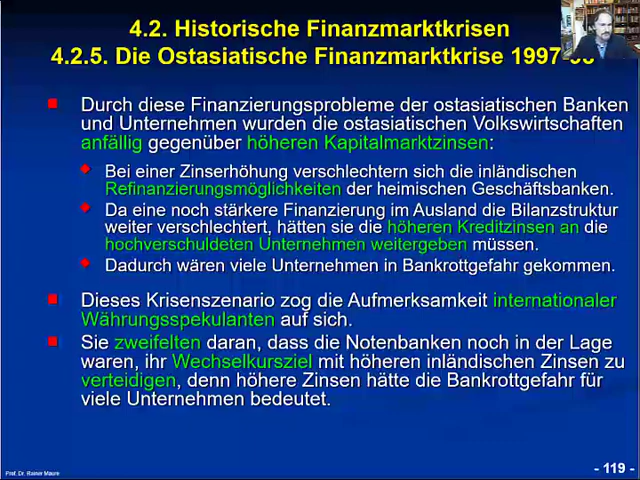 4.2. Historische Finanzmarktkrisen
4.2.5. Die Ostasiatische Finanzmarktkrise 1997-
Durch diese Finanzierungsprobleme der ostasiatischen Banken
und Unternehmen wurden die ostasiatischen Volkswirtschaften
anfällig gegenüber höheren Kapitalmarktzinsen:
Bei einer Zinserhöhung verschlechtern sich die inländischen
Refinanzierungsmöglichkeiten der heimischen Geschäftsbanken.
Da eine noch stärkere Finanzierung im Ausland die Bilanzstruktur
weiter verschlechtert, hätten sie die höheren Kreditzinsen an die
hochverschuldeten Unternehmen weitergeben müssen.
Dadurch wären viele Unternehmen in Bankrottgefahr gekommen.
Dieses Krisenszenario zog die Aufmerksamkeit internationaler
Währungsspekulanten auf sich.
Sie zweifelten daran, dass die Notenbanken noch in der Lage
waren, ihr Wechselkursziel mit höheren inländischen Zinsen zu
verteidigen, denn höhere Zinsen hätte die Bankrottgefahr für
viele Unternehmen bedeutet.
Prof. Dr. Rainer Maure
- 119 -